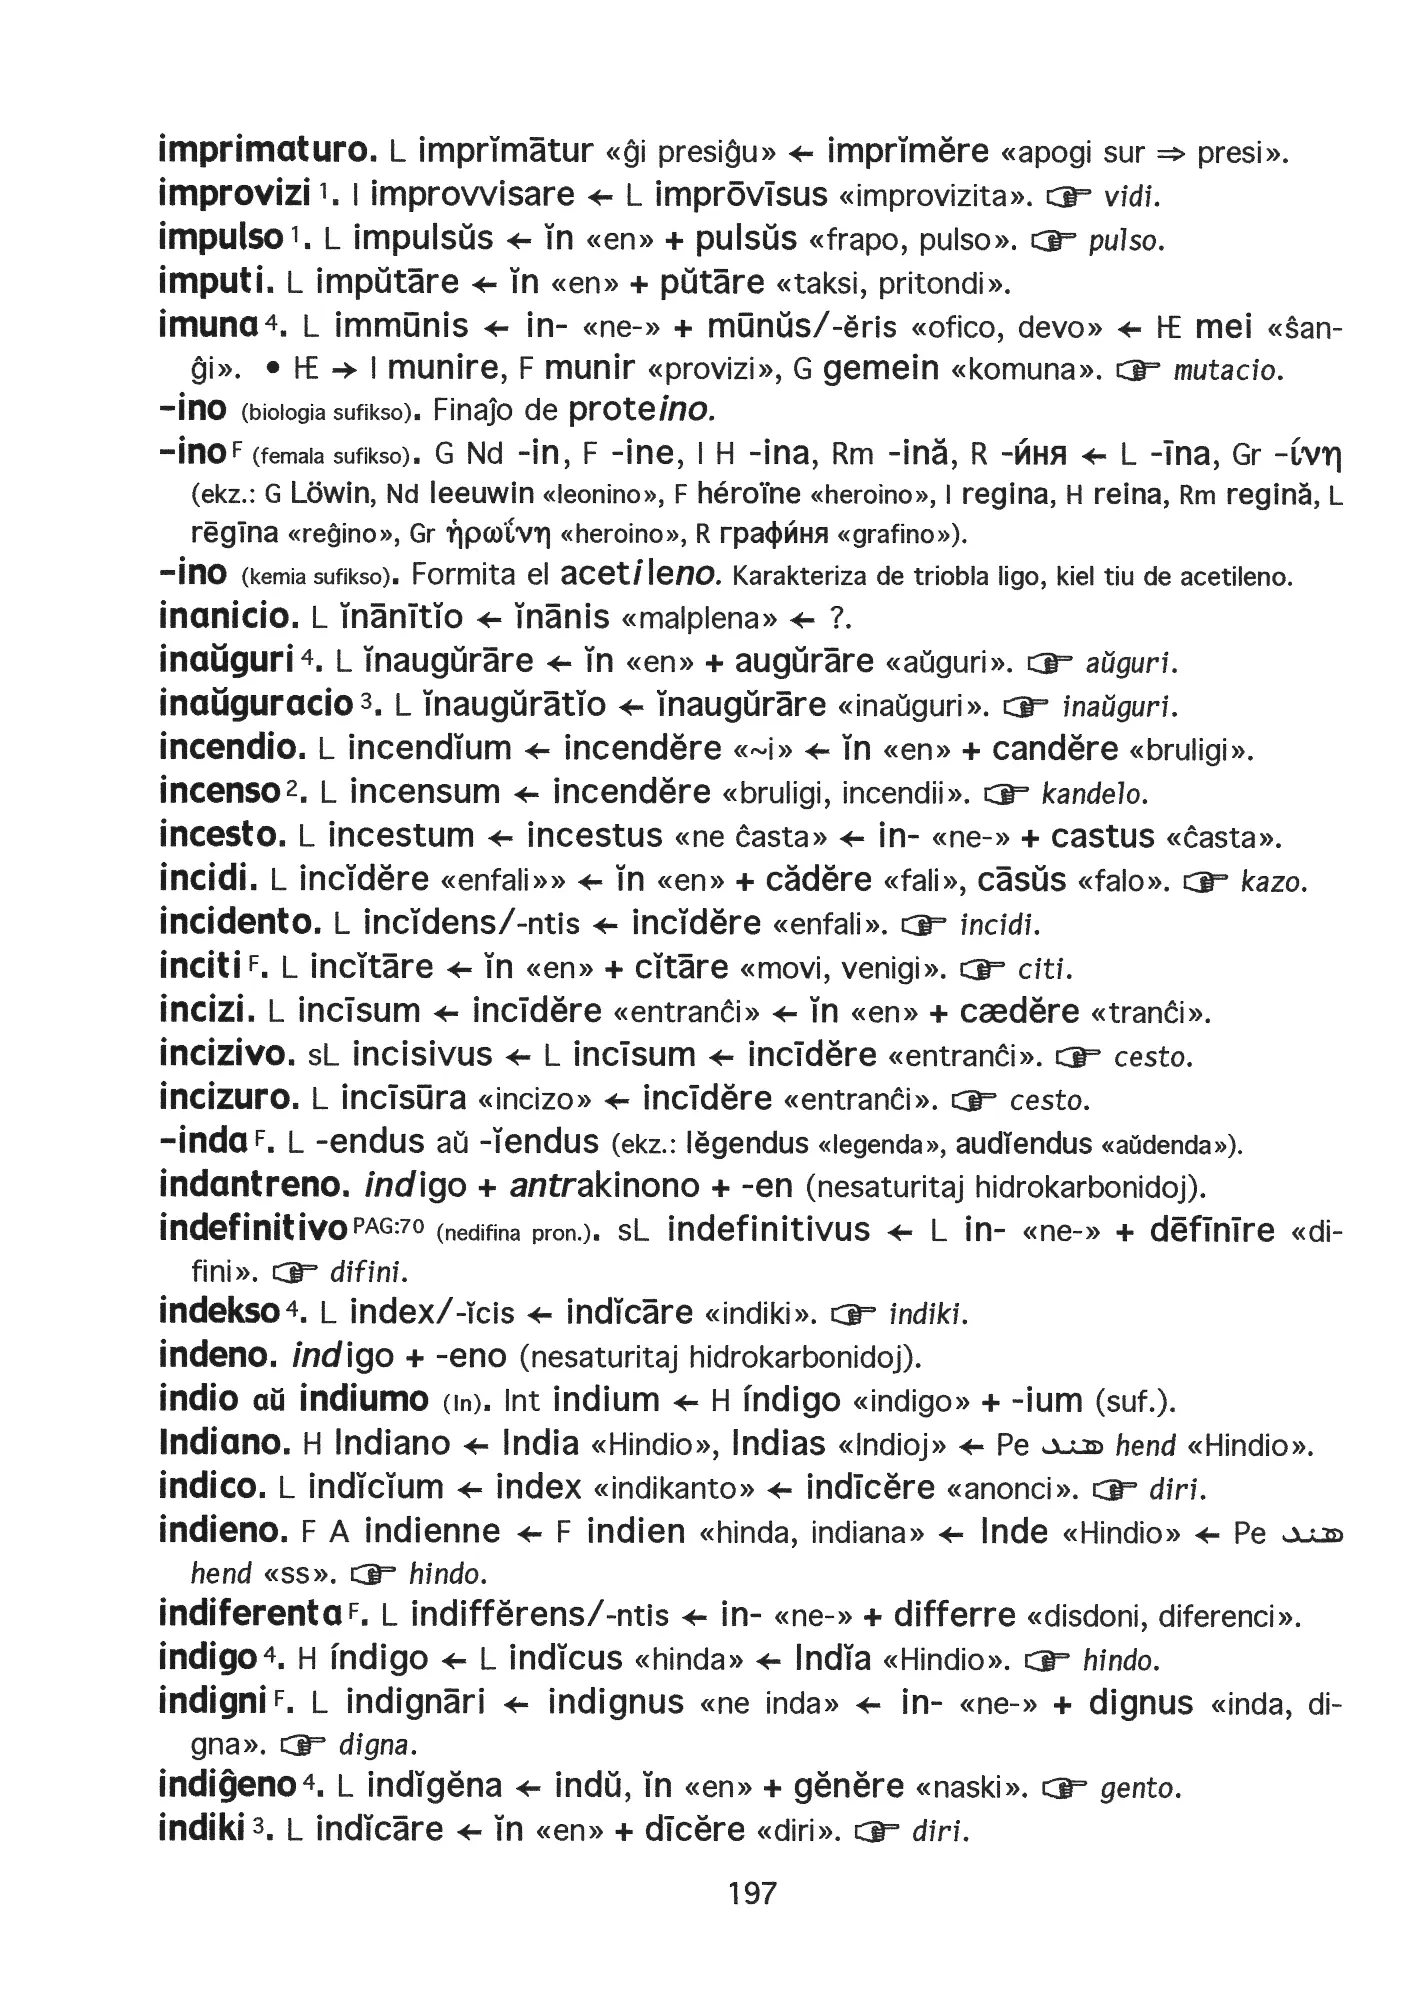 imprimaturo. L imprĭmātur «ĝi presiĝu» ← imprĭmĕre «apogi sur ⇒ presi».
improvizi 1. I improvvisare ← L imprōvīsus «improvizita». ☞ vidi.
impulso 1. L impulsŭs ← ĭn «en» + pulsŭs «frapo, pulso». ☞ pulso.
imputi. L impŭtāre ← ĭn «en» + pŭtāre «taksi, pritondi».
imuna 4. L immūnis ← in- «ne-» + mūnŭs/-ĕris «ofico, devo» ← IE mei «ŝan-
ĝi». • IE → I munire, F munir «provizi», G gemein «komuna». ☞ mutacio.
-ino (biologia sufikso). Finaĵo de proteino.
-ino F (femala sufikso). G Nd -in, F -ine, I H -ina, Rm -ină, R -и́ня ← L -īna, Gr -ίνη
(ekz.: G Löwin, Nd leeuwin «leonino», F héroïne «heroino», I regina, H reina, Rm regină, L
rēgīna «reĝino», Gr ἡρωΐνη «heroino», R графи́ня «grafino»).
-ino (kemia sufikso). Formita el acetileno. Karakteriza de triobla ligo, kiel tiu de acetileno.
inanicio. L ĭnānītĭo ← ĭnānis «malplena» ← ?.
inaŭguri 4. L ĭnaugŭrāre ← ĭn «en» + augŭrāre «aŭguri». ☞ aŭguri.
inaŭguracio 3. L ĭnaugŭrātĭo ← ĭnaugŭrāre «inaŭguri». ☞ inaŭguri.
incendio. L incendĭum ← incendĕre «~i» ← ĭn «en» + candĕre «bruligi».
incenso 2. L incensum ← incendĕre «bruligi, incendii». ☞ kandelo.
incesto. L incestum ← incestus «ne ĉasta» ← in- «ne-» + castus «ĉasta».
incidi. L incĭdĕre «enfali»» ← ĭn «en» + cădĕre «fali», cāsŭs «falo». ☞ kazo.
incidento. L incĭdens/-ntis ← incĭdĕre «enfali». ☞ incidi.
inciti F. L incĭtāre ← ĭn «en» + cĭtāre «movi, venigi». ☞ citi.
incizi. L incīsum ← incīdĕre «entranĉi» ← ĭn «en» + cædĕre «tranĉi».
incizivo. sL incisivus ← L incīsum ← incīdĕre «entranĉi». ☞ cesto.
incizuro. L incīsūra «incizo» ← incīdĕre «entranĉi». ☞ cesto.
-inda F. L -endus aŭ -ĭendus (ekz.: lĕgendus «legenda», audĭendus «aŭdenda»).
indantreno. indigo + antrakinono + -en (nesaturitaj hidrokarbonidoj).
indefinitivo PAG:70 (nedifina pron.). sL indefinitivus ← L in- «ne-» + dēfīnīre «di-
fini». ☞ difini.
indekso 4. L index/-ĭcis ← indĭcāre «indiki». ☞ indiki.
indeno. indigo + -eno (nesaturitaj hidrokarbonidoj).
indio aŭ indiumo (In). Int indium ← H índigo «indigo» + -ium (suf.).
Indiano. H Indiano ← India «Hindio», Indias «Indioj» ← Pe هند hend «Hindio».
indico. L indĭcĭum ← index «indikanto» ← indīcĕre «anonci». ☞ diri.
indieno. F A indienne ← F indien «hinda, indiana» ← Inde «Hindio» ← Pe هند
hend «ss». ☞ hindo.
indiferenta F. L indiffĕrens/-ntis ← in- «ne-» + differre «disdoni, diferenci».
indigo 4. H índigo ← L indĭcus «hinda» ← Indĭa «Hindio». ☞ hindo.
indigni F. L indignāri ← indignus «ne inda» ← in- «ne-» + dignus «inda, di-
gna». ☞ digna.
indiĝeno 4. L indĭgĕna ← indŭ, ĭn «en» + gĕnĕre «naski». ☞ gento.
indiki 3. L indĭcāre ← ĭn «en» + dīcĕre «diri». ☞ diri.
197